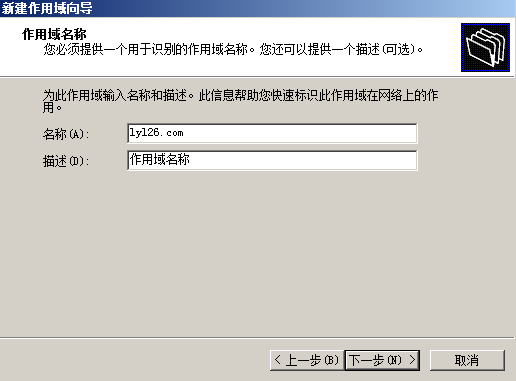 新建作用域向导
作用域名称
您必须提供一个用于识别的作用域名称。您还可以提供一个描述(可选)。
为此作用域输入名称和描述。此信息帮助您快速标识此作用域在网络上的作
用。
名称(A):
lyl26.com
描述(D):
作用域名称
< 上一步(B)
下一步(N) >
取消